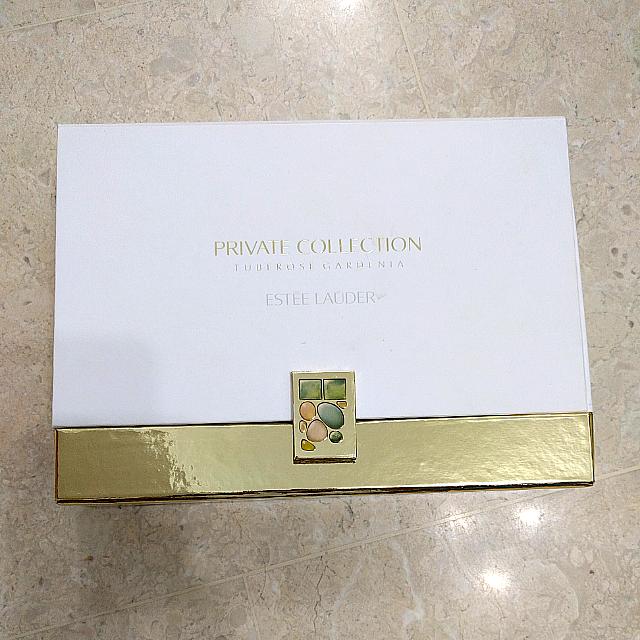 PRIVATE COLLECTION
TUBEROSE GARDENIA
ESTĒE LAUDER